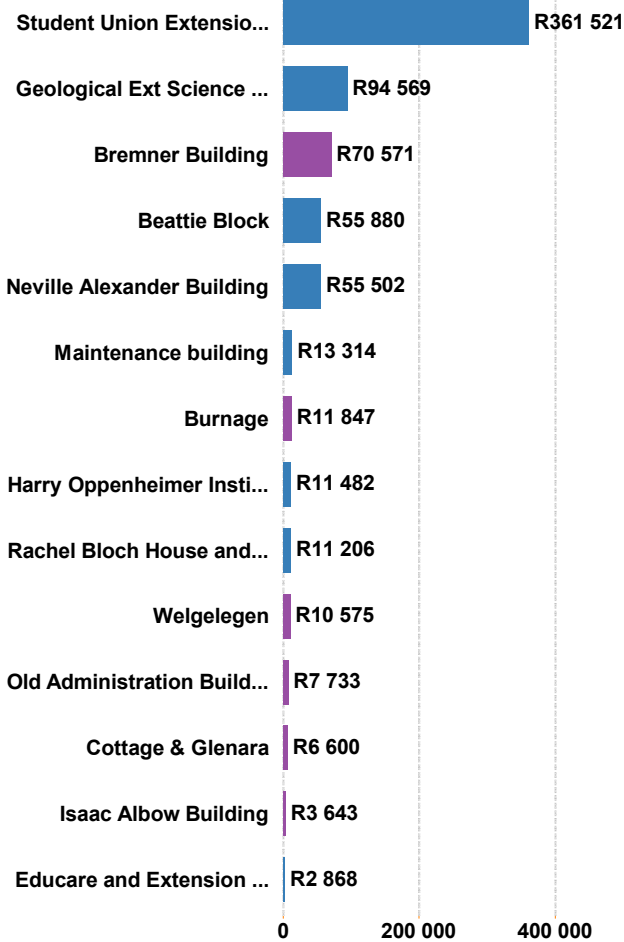 Student Union Extensio... R361 521
Geological Ext Science ... R94 569
Bremner Building R70 571
Beattie Block R55 880
Neville Alexander Building R55 502
Maintenance building R13 314
Burnage R11 847
Harry Oppenheimer Insti... R11 482
Rachel Bloch House and... R11 206
Welgelegen R10 575
Old Administration Build... R7 733
Cottage & Glenara R6 600
Isaac Albow Building R3 643
Educare and Extension ... R2 868
0 200 000 400 000